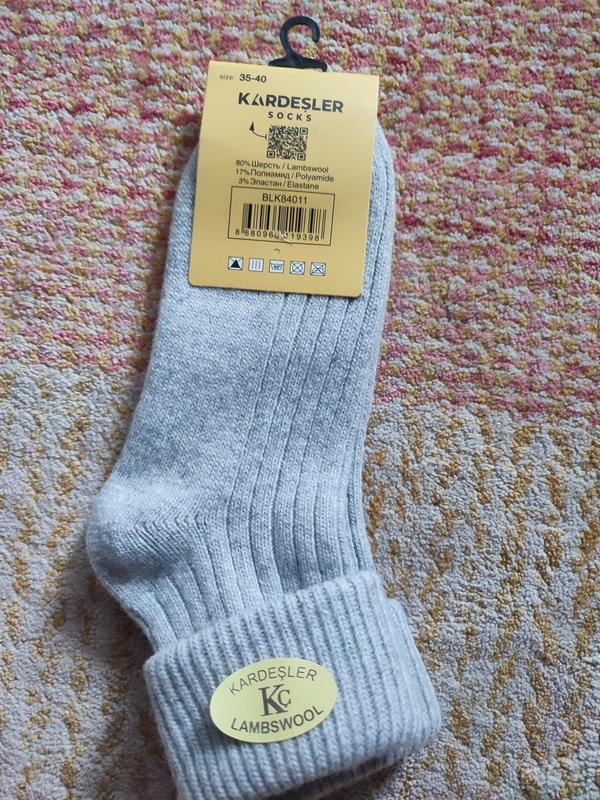 size: 35-40
KARDEŞLER
SOCKS
80% Шерсть / Lambswool
17% Полиамид / Polyamide
3% Эластан / Elastane
BLK84011
KARDEŞLER
KÇ
LAMBSWOOL